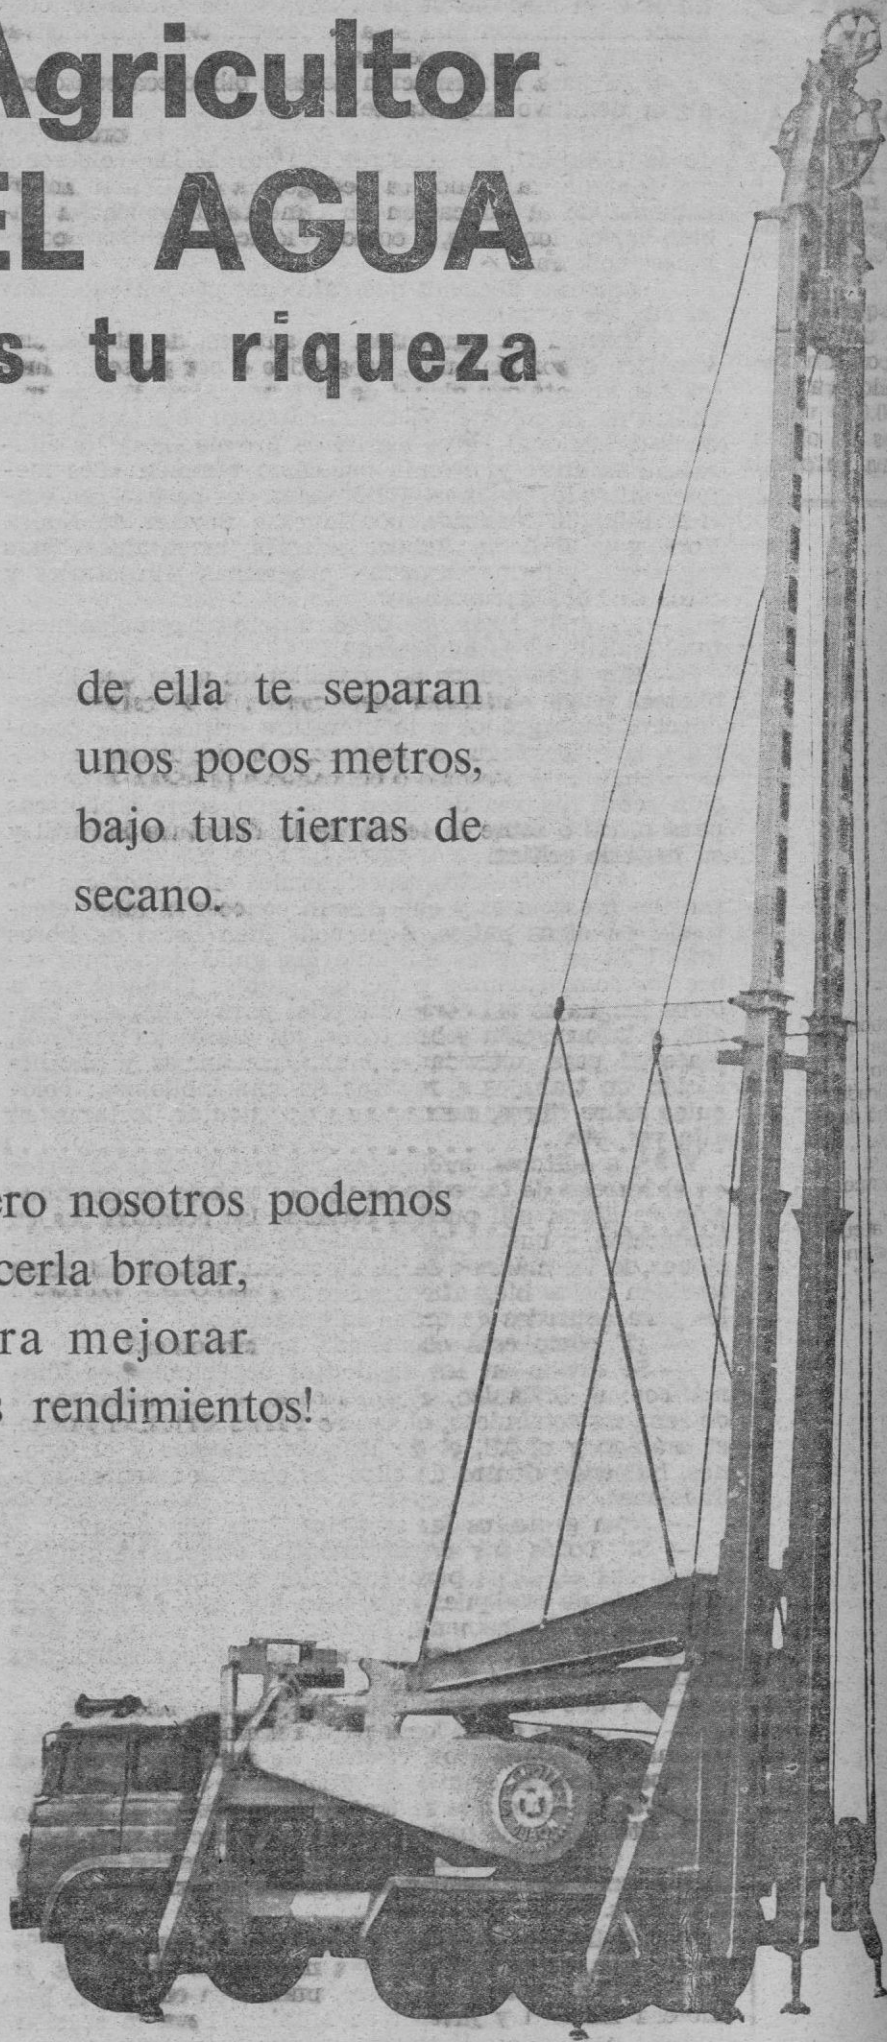 Agricultor
EL AGUA
s tu riqueza
de ella te separan
unos pocos metros,
bajo tus tierras de
secano.
ero nosotros podemos
cerla brotar,
ra mejorar
s rendimientos!